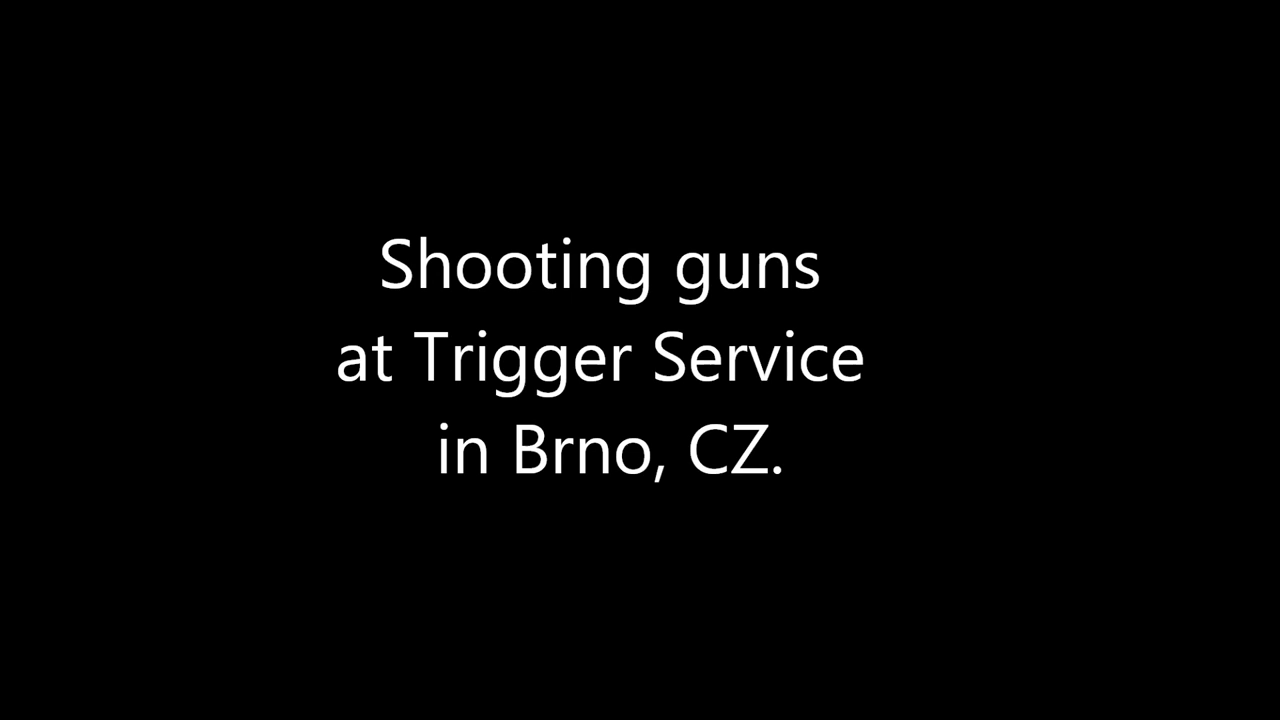 Shooting guns
at Trigger Service
in Brno, CZ.